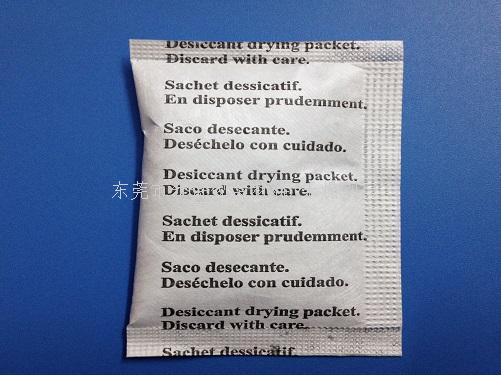 Desiccant drying packet.
Discard with care.
Sachet dessicatif.
En disposer prudemment.
Saco desecante.
Deséchelo con cuidado.
Desiccant drying packet.
Discard with care.
Sachet dessicatif.
En disposer prudemment.
Saco desecante.
Deséchelo con cuidado.
Desiccant drying packet.
Discard with care.
Sachet dessicatif.
东莞